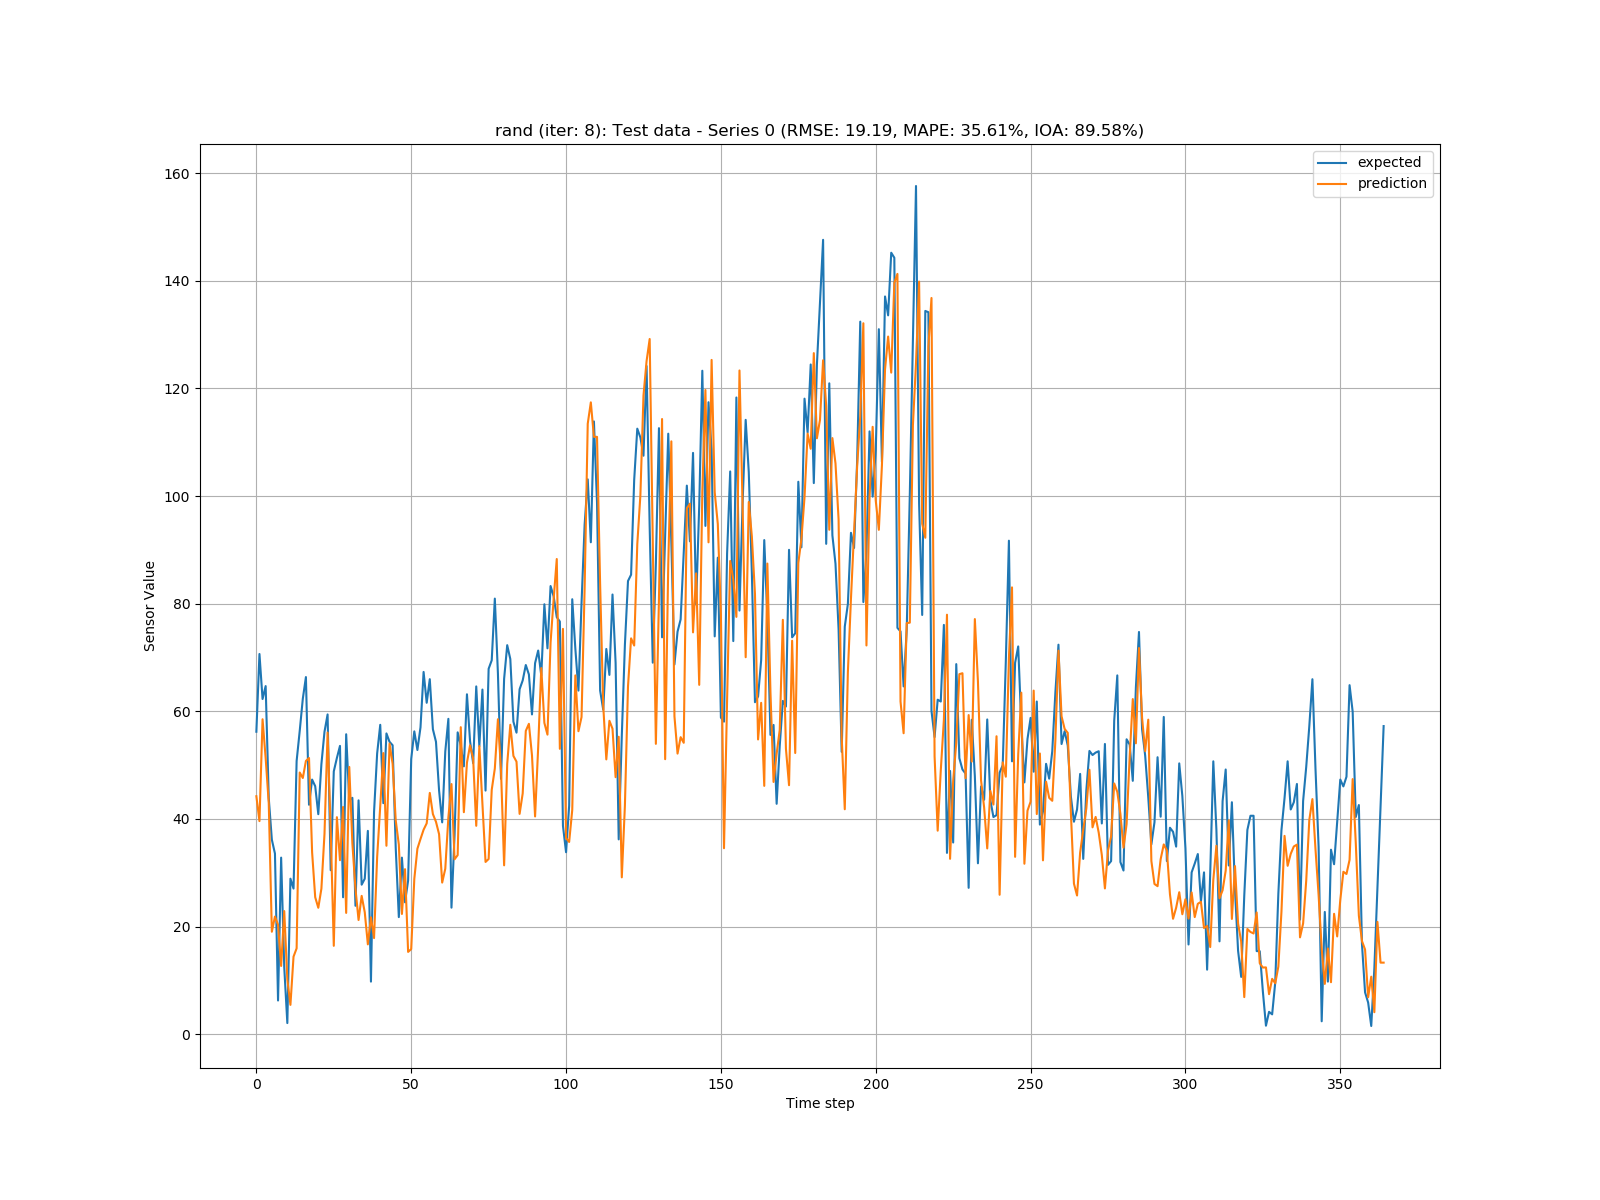 rand (iter: 8): Test data - Series 0 (RMSE: 19.19, MAPE: 35.61%, IOA: 89.58%)
expected
prediction
160
140
120
100
80
60
40
20
0
Sensor Value
0 50 100 150 200 250 300 350
Time step